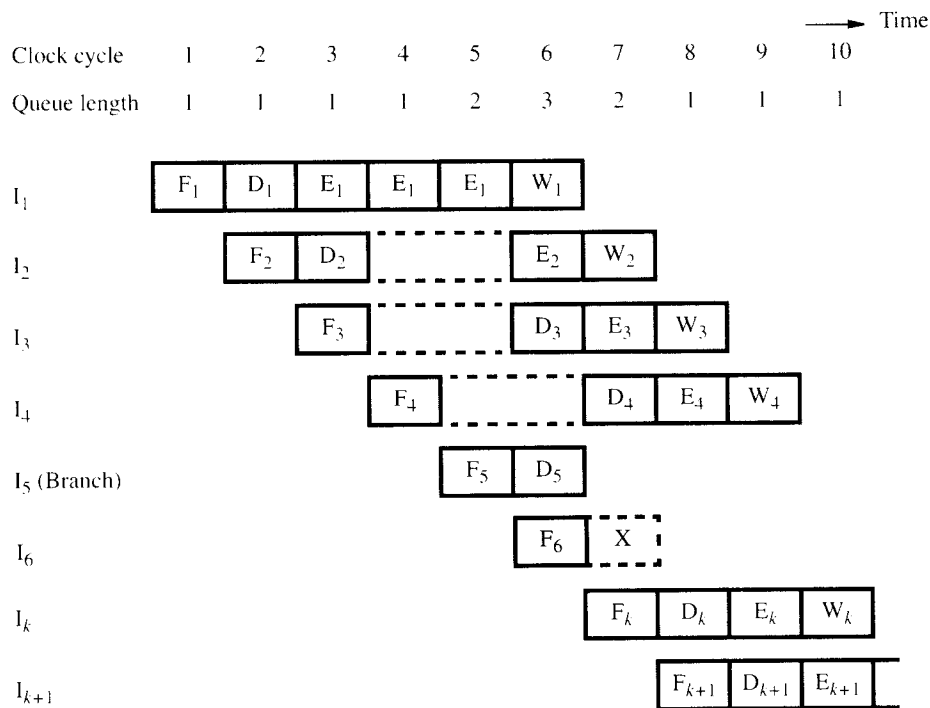 Time
Clock cycle 1 2 3 4 5 6 7 8 9 10
Queue length 1 1 1 1 2 3 2 1 1 1
I₁ F₁ D₁ E₁ E₁ E₁ W₁
I₂ F₂ D₂ E₂ W₂
I₃ F₃ D₃ E₃ W₃
I₄ F₄ D₄ E₄ W₄
I₅ (Branch) F₅ D₅
I₆ F₆ X
Iₖ Fₖ Dₖ Eₖ Wₖ
Iₖ₊₁ Fₖ₊₁ Dₖ₊₁ Eₖ₊₁